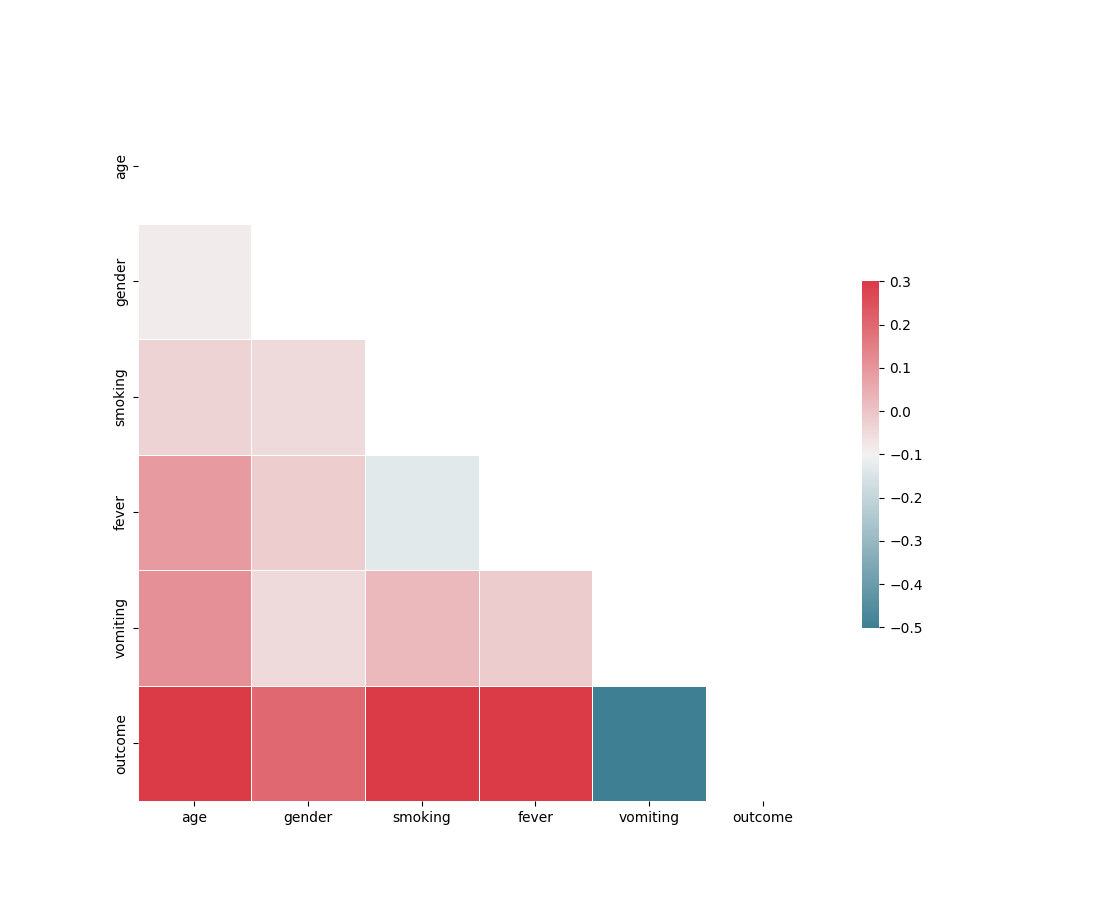 age
gender
smoking
fever
vomiting
outcome
age gender smoking fever vomiting outcome
0.3
0.2
0.1
0.0
−0.1
−0.2
−0.3
−0.4
−0.5